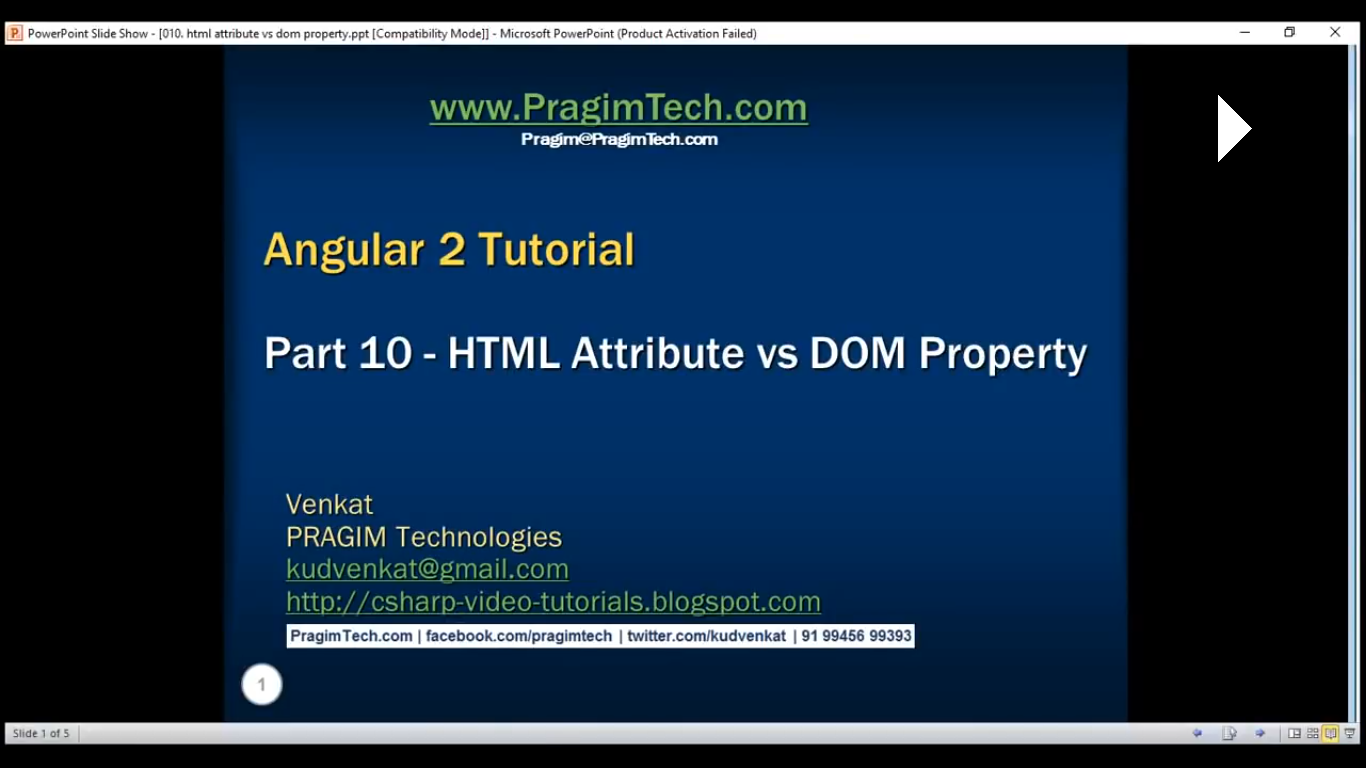 PowerPoint Slide Show - [010. html attribute vs dom property.ppt [Compatibility Mode]] - Microsoft PowerPoint (Product Activation Failed)
www.PragimTech.com
Pragim@PragimTech.com
Angular 2 Tutorial
Part 10 - HTML Attribute vs DOM Property
Venkat
PRAGIM Technologies
kudvenkat@gmail.com
http://csharp-video-tutorials.blogspot.com
PragimTech.com | facebook.com/pragimtech | twitter.com/kudvenkat | 91 99456 99393
1
Slide 1 of 5